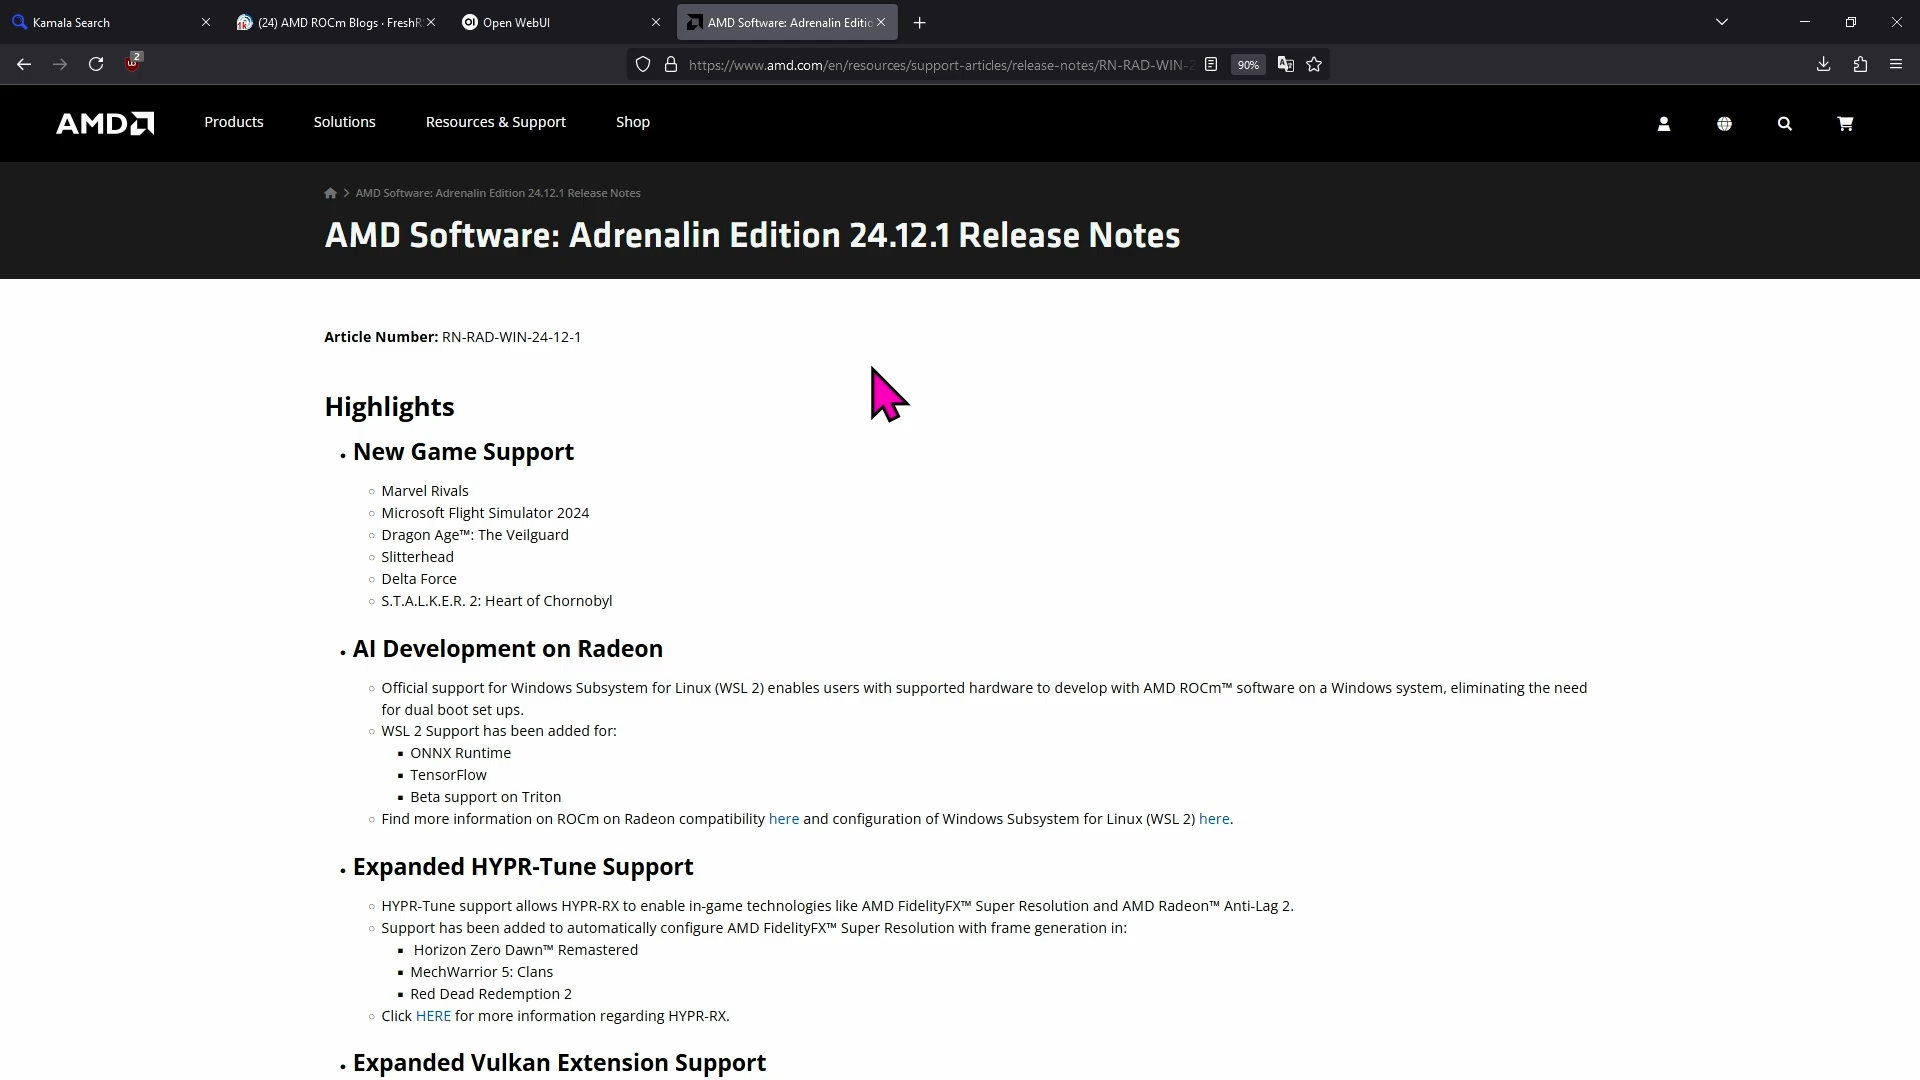 Kamala Search
(24) AMD ROCm Blogs · FreshR
Open WebUI
AMD Software: Adrenalin Editio
2
https://www.amd.com/en/resources/support-articles/release-notes/RN-RAD-WIN-2
90%
AMD
Products
Solutions
Resources & Support
Shop
AMD Software: Adrenalin Edition 24.12.1 Release Notes
AMD Software: Adrenalin Edition 24.12.1 Release Notes
Article Number: RN-RAD-WIN-24-12-1
Highlights
• New Game Support
○ Marvel Rivals
○ Microsoft Flight Simulator 2024
○ Dragon Age™: The Veilguard
○ Slitterhead
○ Delta Force
○ S.T.A.L.K.E.R. 2: Heart of Chornobyl
• AI Development on Radeon
○ Official support for Windows Subsystem for Linux (WSL 2) enables users with supported hardware to develop with AMD ROCm™ software on a Windows system, eliminating the need
for dual boot set ups.
○ WSL 2 Support has been added for:
▪ ONNX Runtime
▪ TensorFlow
▪ Beta support on Triton
○ Find more information on ROCm on Radeon compatibility here and configuration of Windows Subsystem for Linux (WSL 2) here.
• Expanded HYPR-Tune Support
○ HYPR-Tune support allows HYPR-RX to enable in-game technologies like AMD FidelityFX™ Super Resolution and AMD Radeon™ Anti-Lag 2.
○ Support has been added to automatically configure AMD FidelityFX™ Super Resolution with frame generation in:
▪ Horizon Zero Dawn™ Remastered
▪ MechWarrior 5: Clans
▪ Red Dead Redemption 2
○ Click HERE for more information regarding HYPR-RX.
• Expanded Vulkan Extension Support